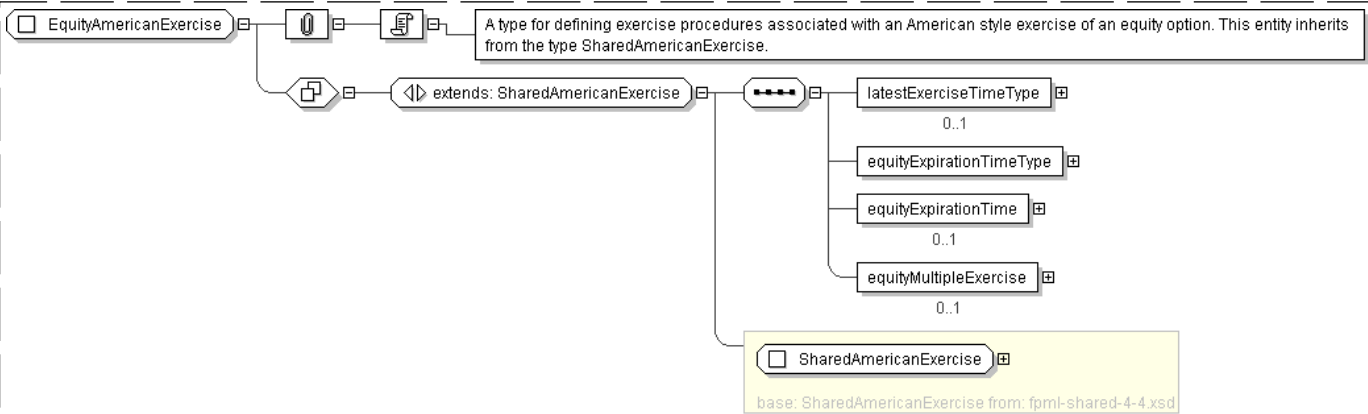 EquityAmericanExercise
A type for defining exercise procedures associated with an American style exercise of an equity option. This entity inherits
from the type SharedAmericanExercise.
extends: SharedAmericanExercise
latestExerciseTimeType
0..1
equityExpirationTimeType
equityExpirationTime
0..1
equityMultipleExercise
0..1
SharedAmericanExercise
base: SharedAmericanExercise from: fpml-shared-4-4.xsd